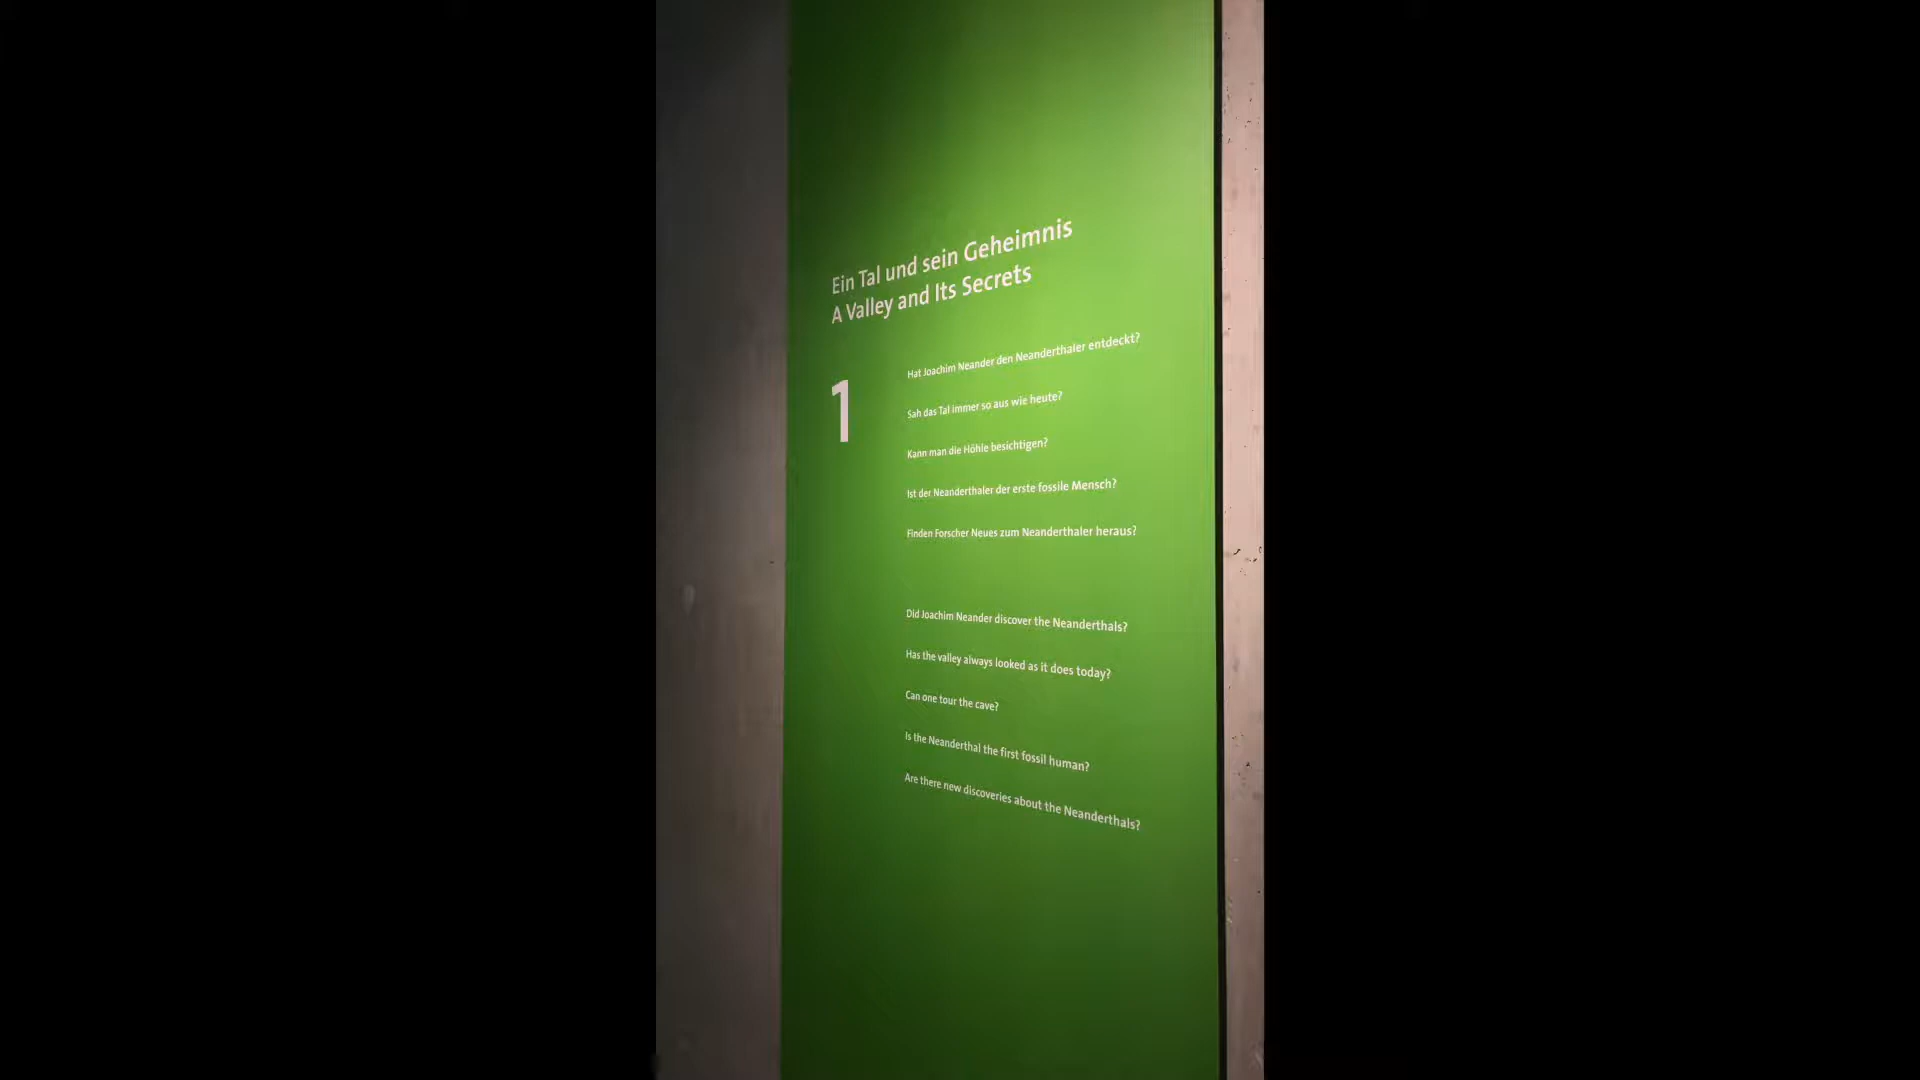 Ein Tal und sein Geheimnis
A Valley and Its Secrets
1
Hat Joachim Neander den Neanderthaler entdeckt?
Sah das Tal immer so aus wie heute?
Kann man die Höhle besichtigen?
Ist der Neanderthaler der erste fossile Mensch?
Finden Forscher Neues zum Neanderthaler heraus?
Did Joachim Neander discover the Neanderthals?
Has the valley always looked as it does today?
Can one tour the cave?
Is the Neanderthal the first fossil human?
Are there new discoveries about the Neanderthals?